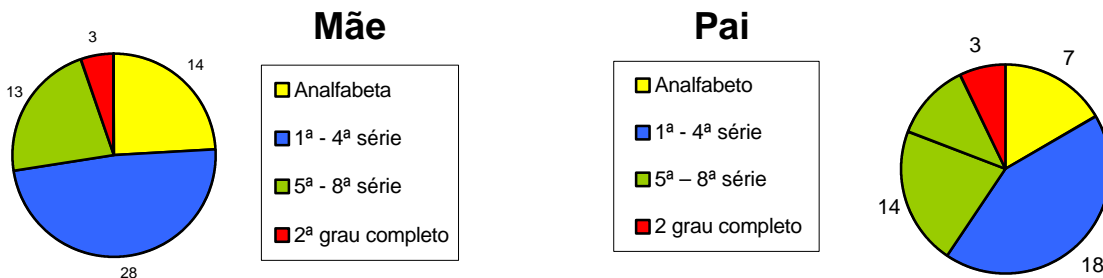 Mãe
3
14
13
28
Analfabeta
1ª - 4ª série
5ª - 8ª série
2ª grau completo
Pai
Analfabeto
1ª - 4ª série
5ª – 8ª série
2 grau completo
3
7
14
18